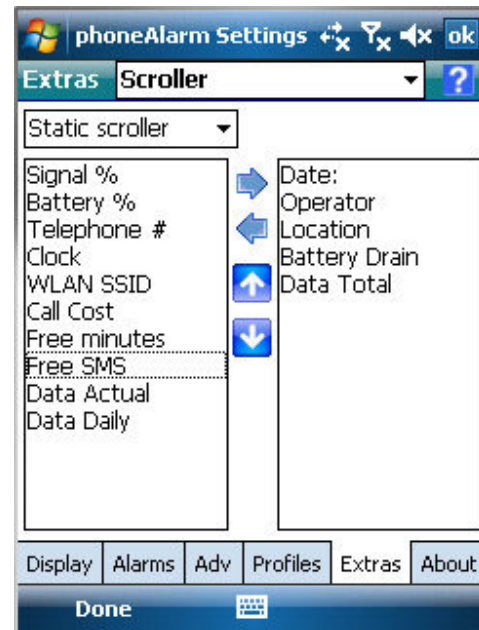 phoneAlarm Settings ok
Extras Scroller ?
Static scroller
Signal %
Battery %
Telephone #
Clock
WLAN SSID
Call Cost
Free minutes
Free SMS
Data Actual
Data Daily
Date:
Operator
Location
Battery Drain
Data Total
Display Alarms Adv Profiles Extras About
Done